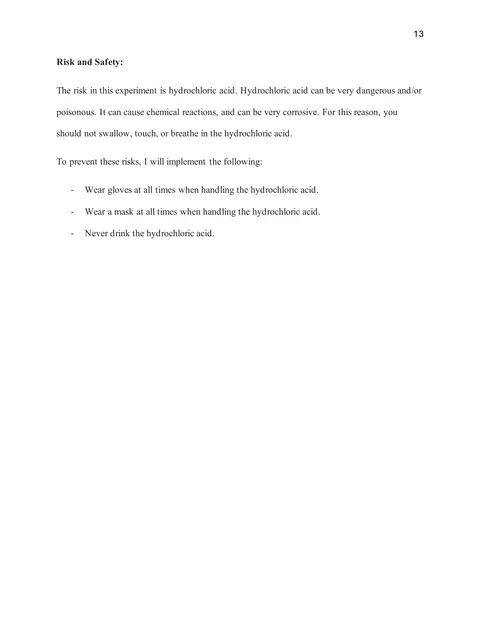 13
Risk and Safety:
The risk in this experiment is hydrochloric acid. Hydrochloric acid can be very dangerous and/or
poisonous. It can cause chemical reactions, and can be very corrosive. For this reason, you
should not swallow, touch, or breathe in the hydrochloric acid.
To prevent these risks, I will implement the following:
- Wear gloves at all times when handling the hydrochloric acid.
- Wear a mask at all times when handling the hydrochloric acid.
- Never drink the hydrochloric acid.